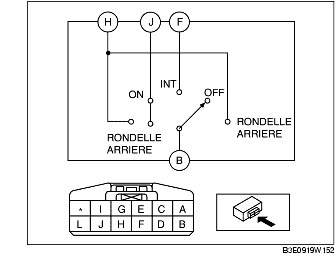 H J F
INT
ON OFF
RONDELLE
ARRIERE
RONDELLE
ARRIERE
B
* I G E C A
L J H F D B
B3E0919W152